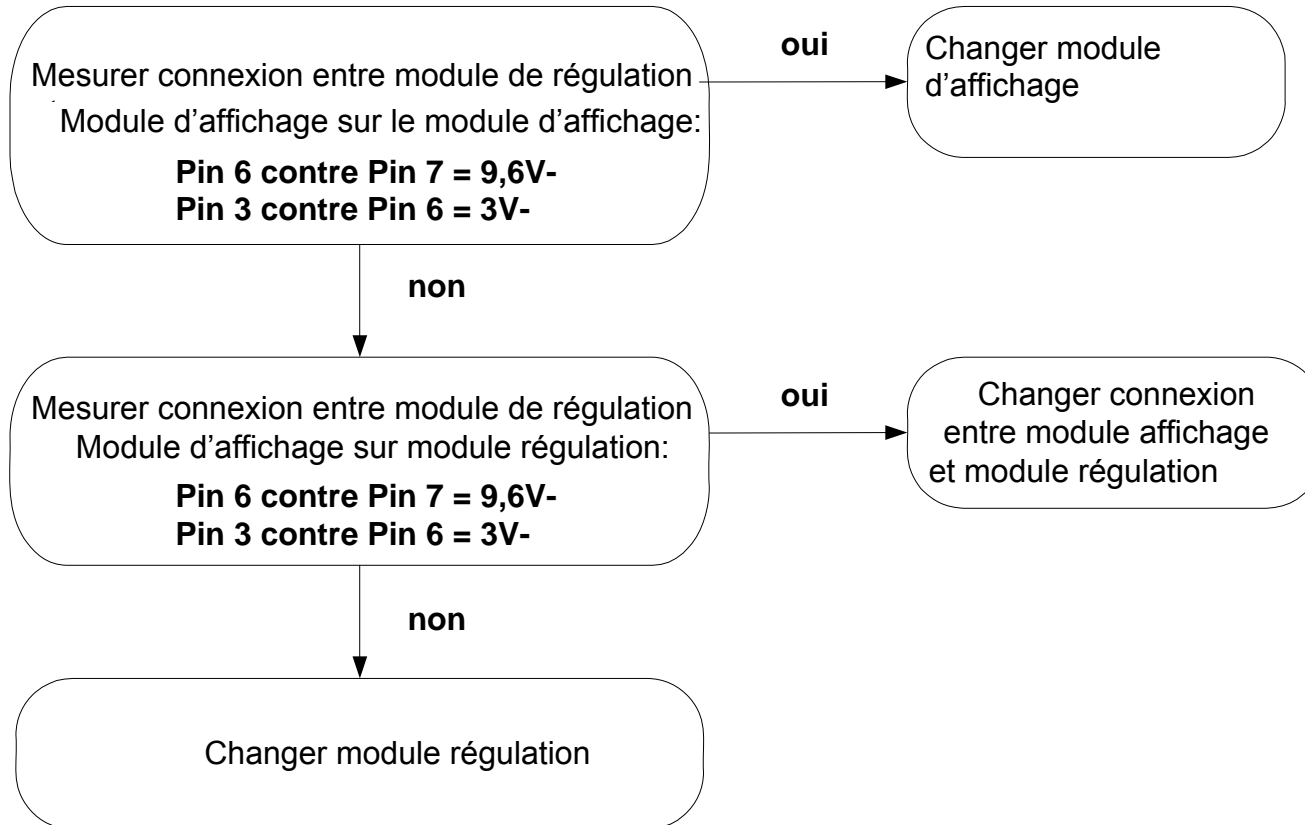 Mesurer connexion entre module de régulation
Module d'affichage sur le module d'affichage:
Pin 6 contre Pin 7 = 9,6V-
Pin 3 contre Pin 6 = 3V-
oui
Changer module
d'affichage
non
Mesurer connexion entre module de régulation
Module d'affichage sur module régulation:
Pin 6 contre Pin 7 = 9,6V-
Pin 3 contre Pin 6 = 3V-
oui
Changer connexion
entre module affichage
et module régulation
non
Changer module régulation